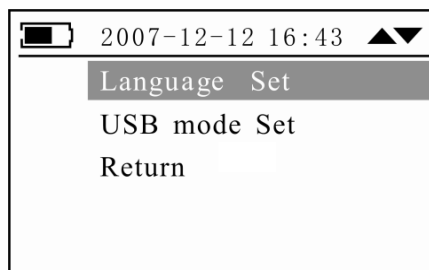 2007-12-12 16:43 ▲▼
Language Set
USB mode Set
Return